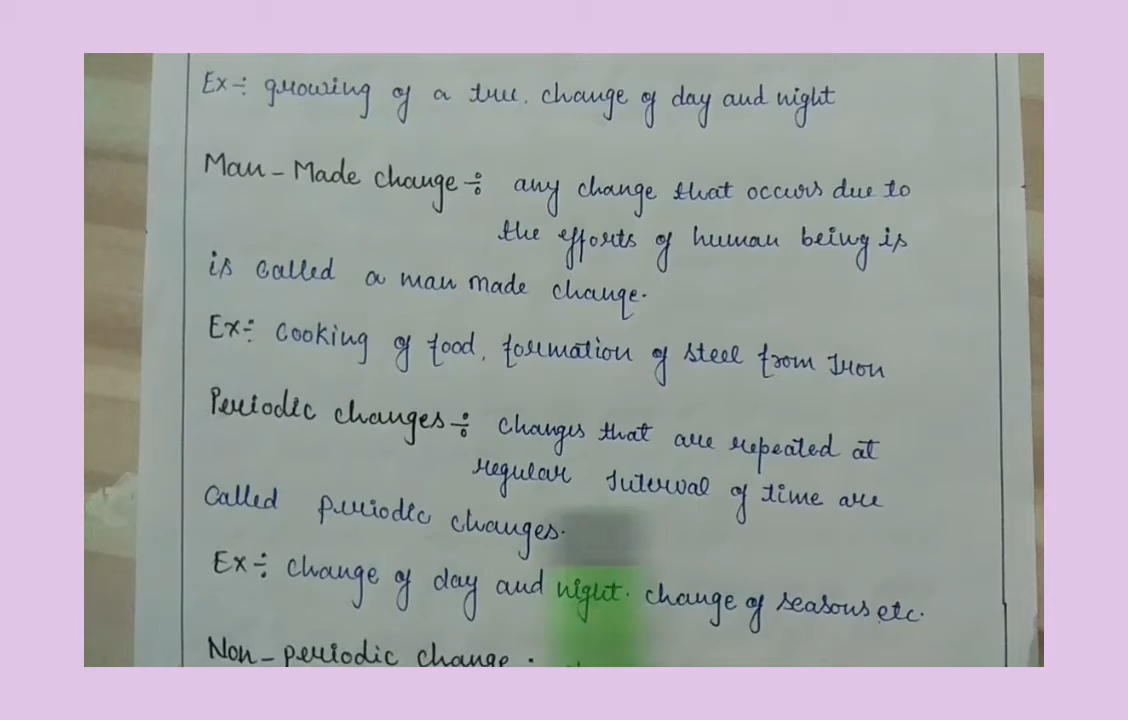 Ex÷ growing of a tree. change of day and night
Man-Made change÷ any change that occurs due to
the efforts of human being is
is called a man made change.
Ex÷ cooking of food, formation of steel from Iron
Periodic changes÷ changes that are repeated at
regular Interval of time are
called periodic changes.
Ex÷ change of day and night. change of seasons etc.
Non-periodic change